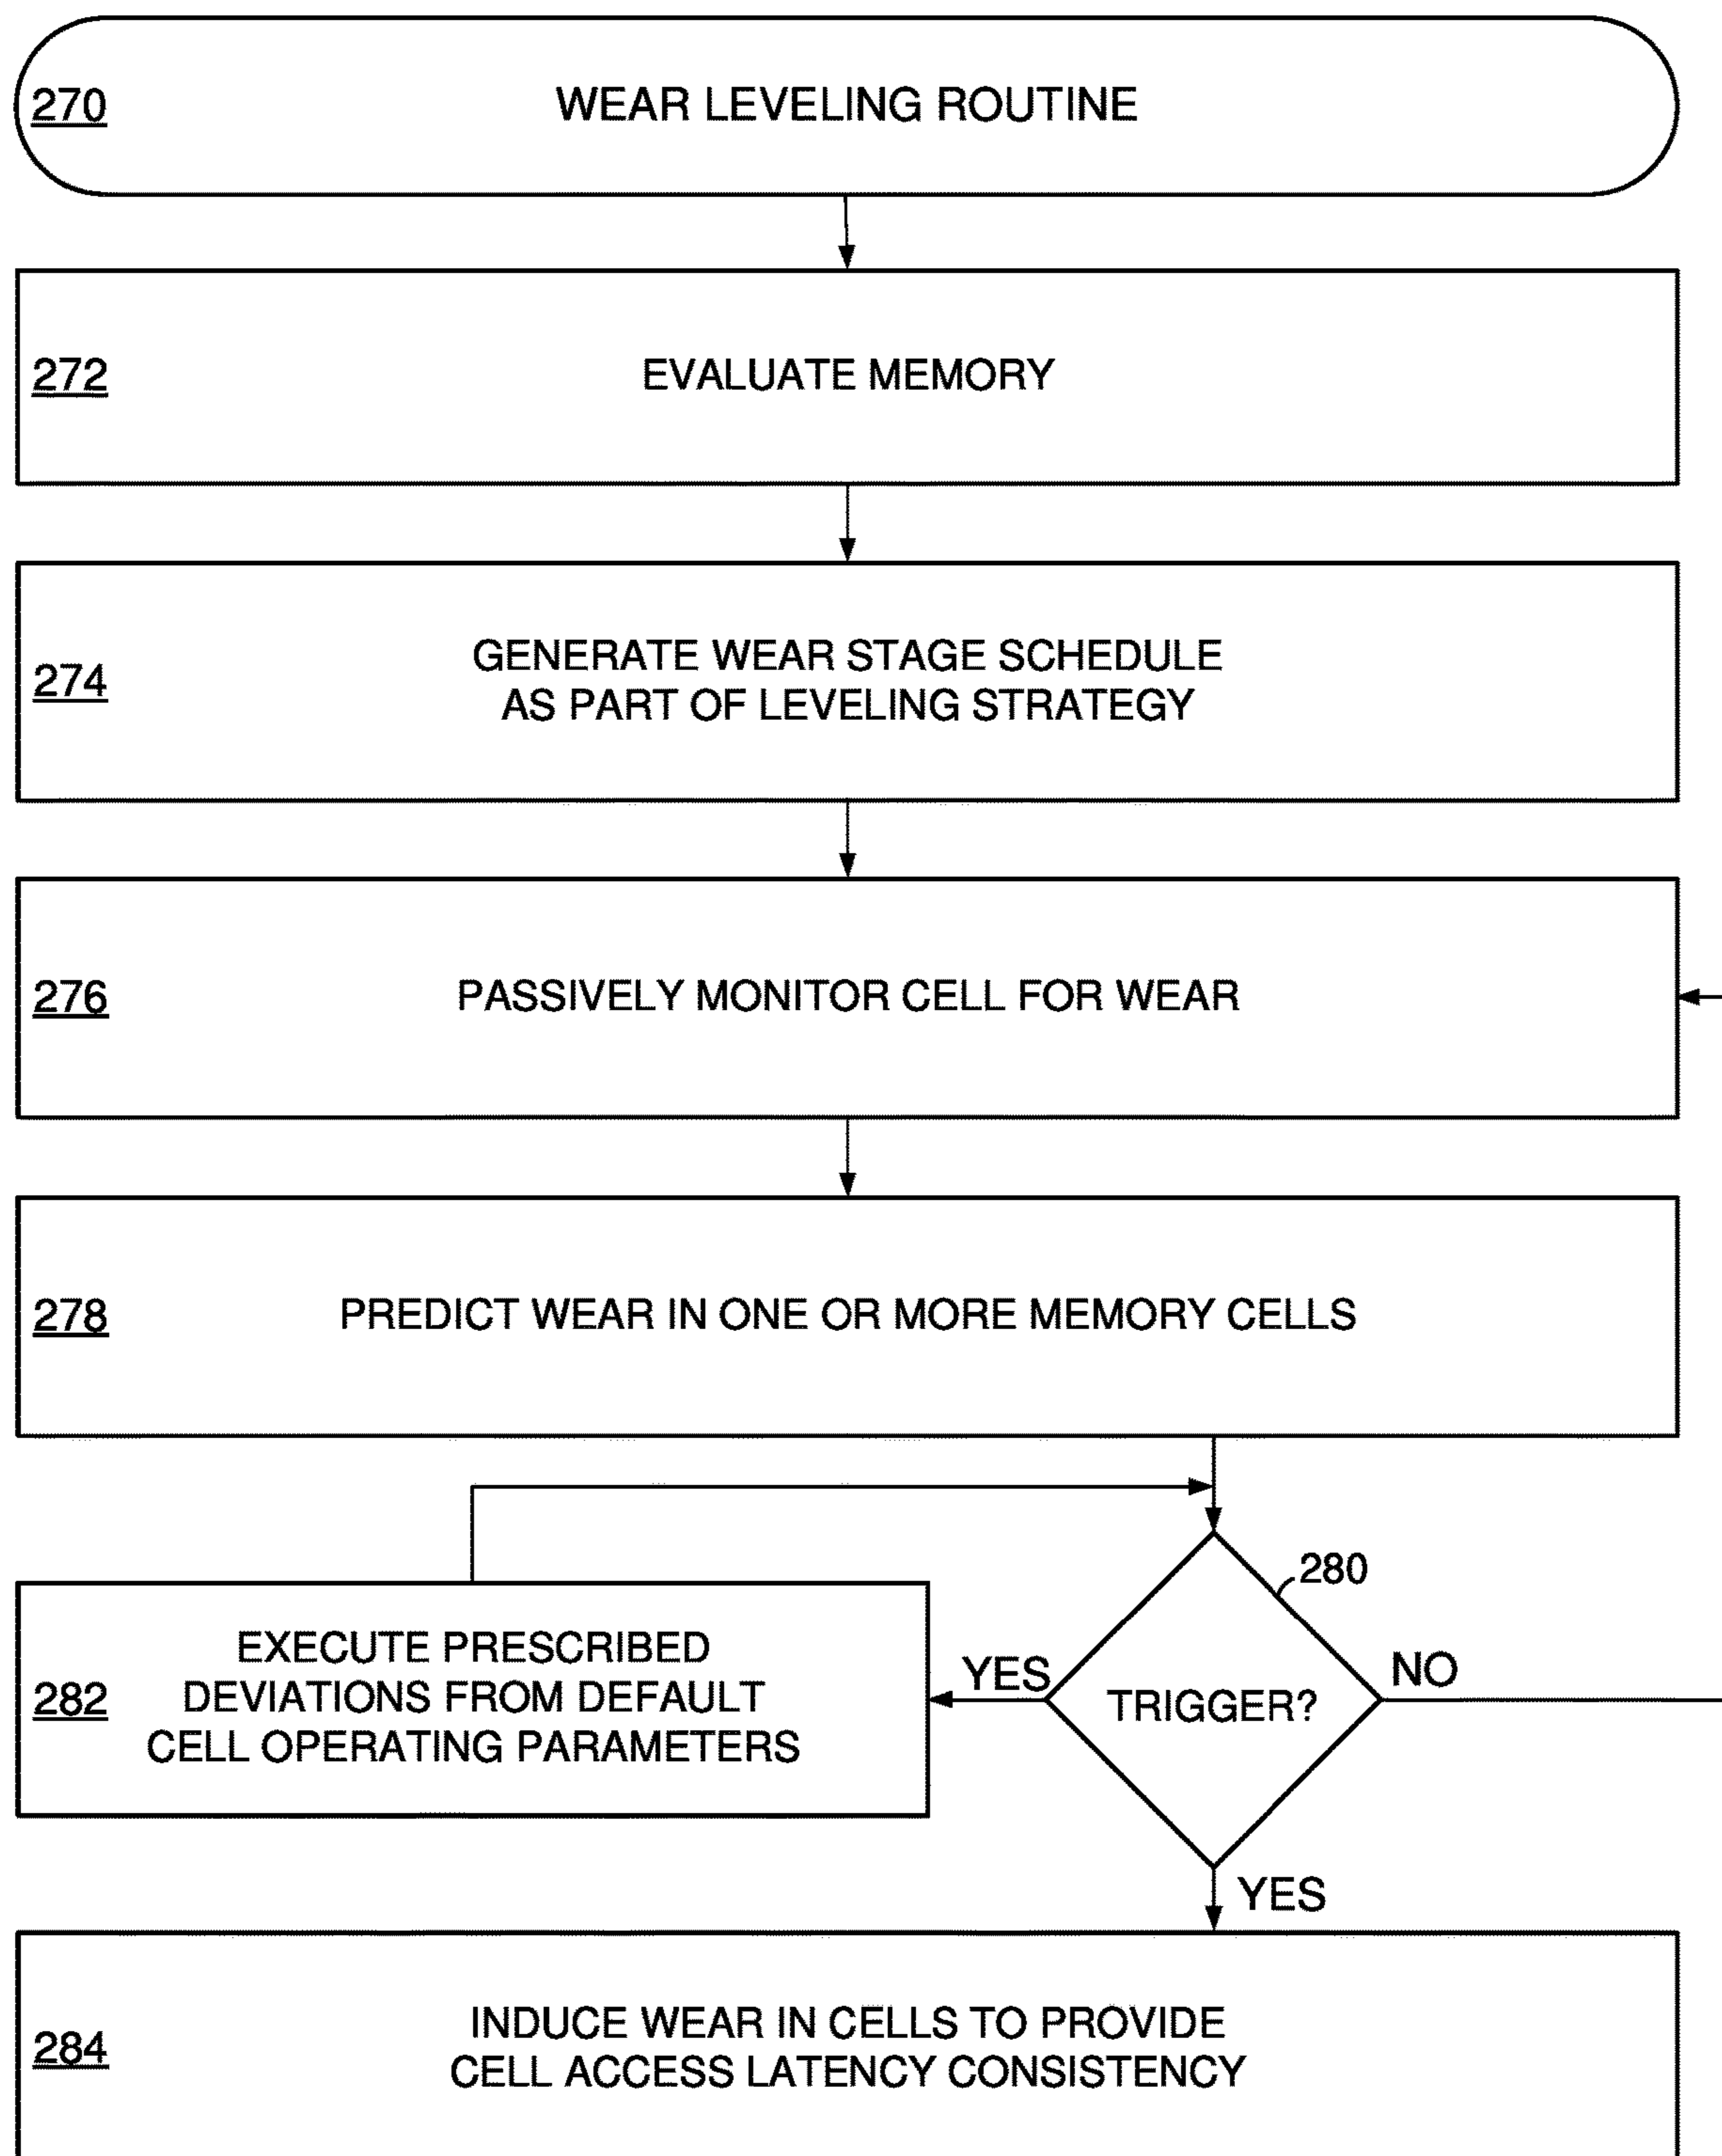 270 WEAR LEVELING ROUTINE
272 EVALUATE MEMORY
274 GENERATE WEAR STAGE SCHEDULE
AS PART OF LEVELING STRATEGY
276 PASSIVELY MONITOR CELL FOR WEAR
278 PREDICT WEAR IN ONE OR MORE MEMORY CELLS
280
TRIGGER?
YES
NO
282
EXECUTE PRESCRIBED
DEVIATIONS FROM DEFAULT
CELL OPERATING PARAMETERS
YES
284
INDUCE WEAR IN CELLS TO PROVIDE
CELL ACCESS LATENCY CONSISTENCY